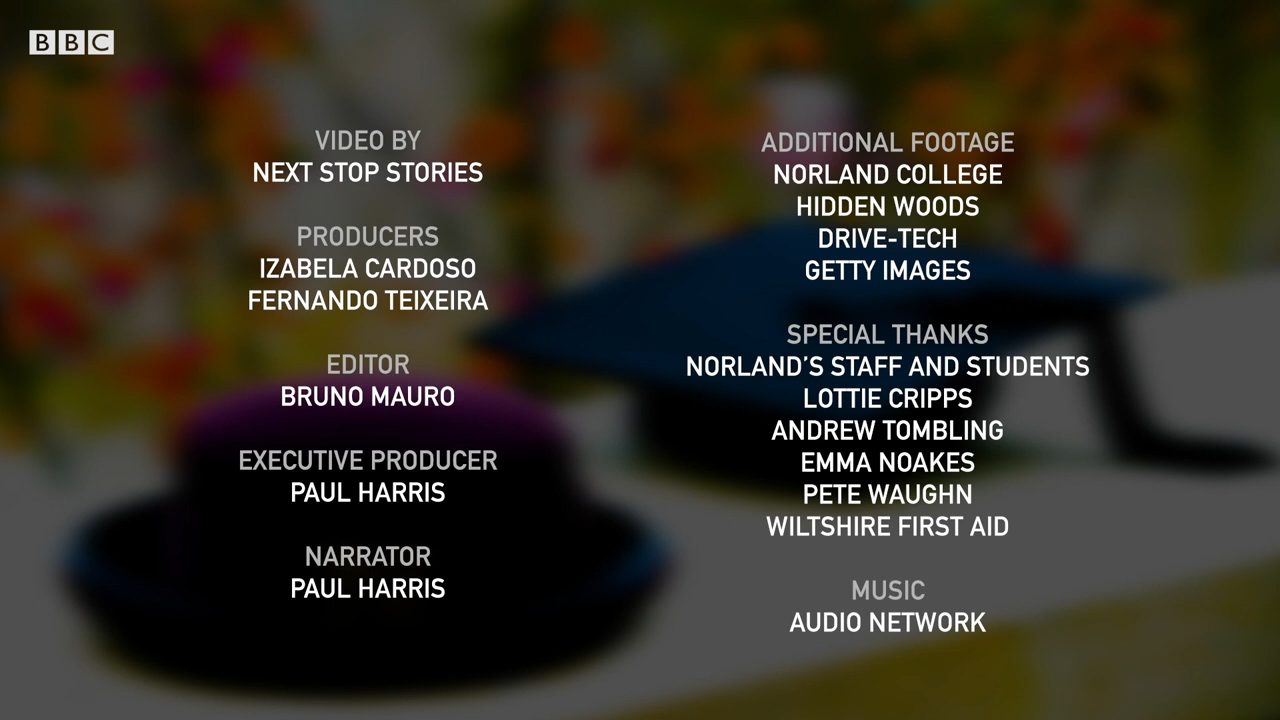 BBC
VIDEO BY
NEXT STOP STORIES
PRODUCERS
IZABELA CARDOSO
FERNANDO TEIXEIRA
EDITOR
BRUNO MAURO
EXECUTIVE PRODUCER
PAUL HARRIS
NARRATOR
PAUL HARRIS
ADDITIONAL FOOTAGE
NORLAND COLLEGE
HIDDEN WOODS
DRIVE-TECH
GETTY IMAGES
SPECIAL THANKS
NORLAND’S STAFF AND STUDENTS
LOTTIE CRIPPS
ANDREW TOMBLING
EMMA NOAKES
PETE WAUGHN
WILTSHIRE FIRST AID
MUSIC
AUDIO NETWORK